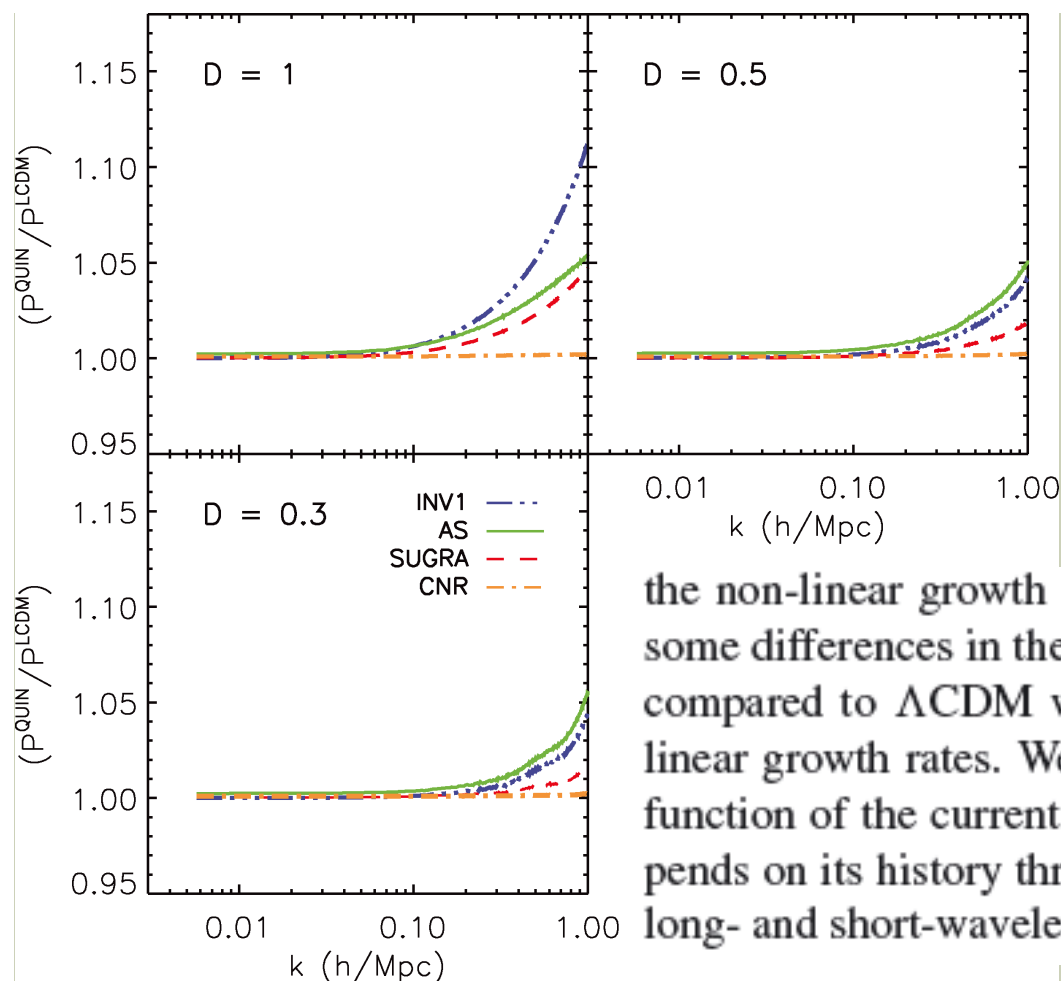 1.15
D = 1
D = 0.5
1.10
1.05
1.00
0.95
(P^QUIN/P^LCDM)
0.01 0.10 1.00
k (h/Mpc)
1.15
D = 0.3
INV1
AS
SUGRA
CNR
1.10
1.05
1.00
0.95
(P^QUIN/P^LCDM)
0.01 0.10 1.00
k (h/Mpc)
the non-linear growth
some differences in the
compared to ΛCDM
linear growth rates. We
function of the current
pends on its history
long- and